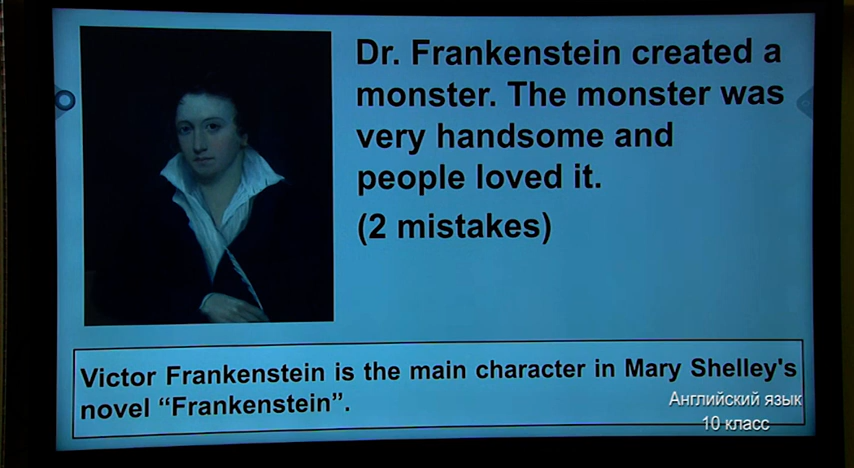 Dr. Frankenstein created a
monster. The monster was
very handsome and
people loved it.
(2 mistakes)
Victor Frankenstein is the main character in Mary Shelley's
novel “Frankenstein”.
Английский язык
10 класс